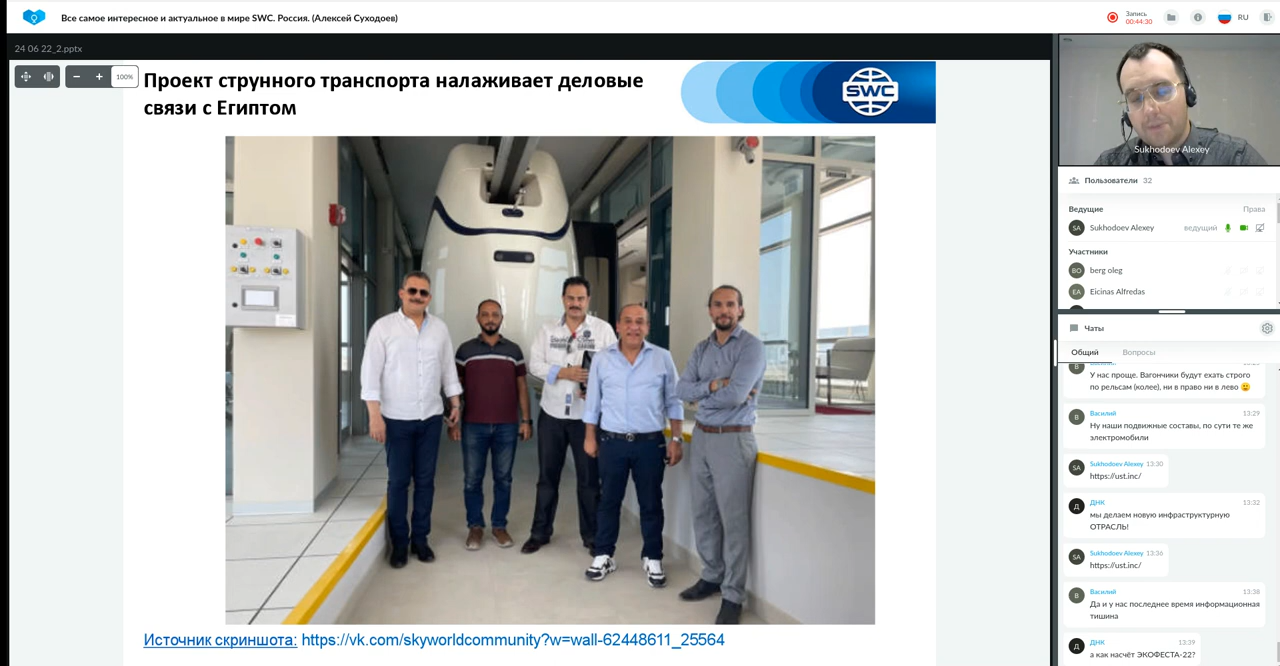 Все самое интересное и актуальное в мире SWC. Россия. (Алексей Суходоев)
Запись
00:44:30
RU
24 06 22_2.pptx
100%
Проект струнного транспорта налаживает деловые
связи с Египтом
SWC
Источник скриншота: https://vk.com/skyworldcommunity?w=wall-62448611_25564
Sukhodoev Alexey
Пользователи 32
Ведущие Права
SA Sukhodoev Alexey ведущий
Участники
BO berg oleg
EA Eicinas Alfredas
Чаты
Общий Вопросы
В
У нас проще. Вагончики будут ехать строго
по рельсам (колее), ни в право ни в лево
В Василий 13:29
Ну наши подвижные составы, по сути те же
электромобили
SA Sukhodoev Alexey 13:30
https://ust.inc/
Д ДНК 13:32
мы делаем новую инфраструктурную
ОТРАСЛЬ!
SA Sukhodoev Alexey 13:36
https://ust.inc/
В Василий 13:38
Да и у нас последнее время информационная
тишина
Д ДНК 13:39
а как насчёт ЭКОФЕСТА-22?